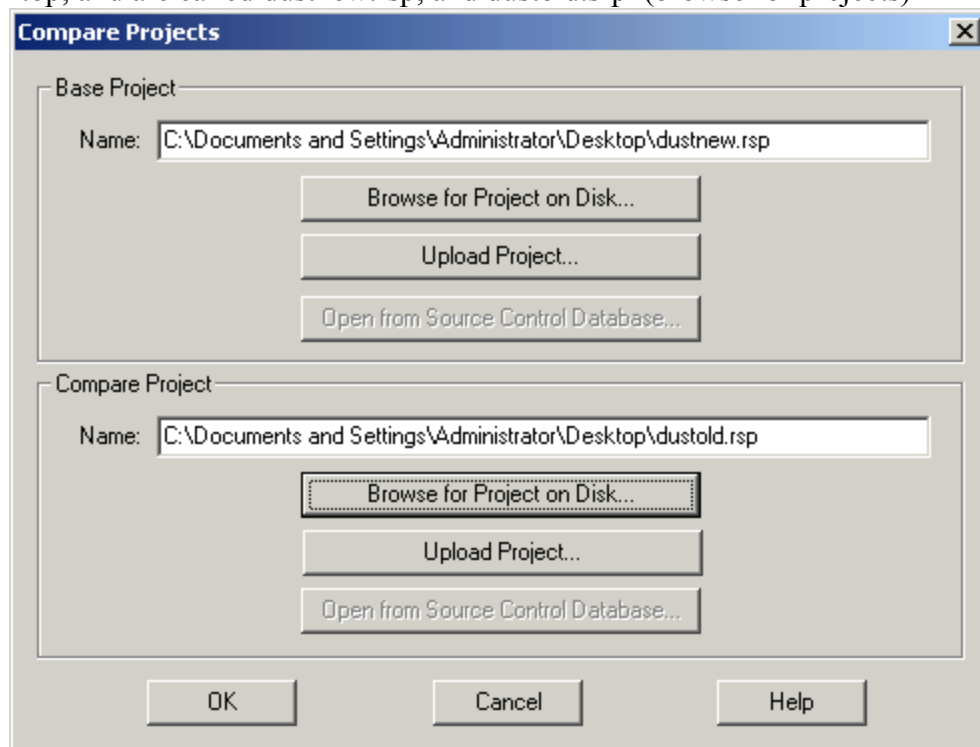 Compare Projects
Base Project
Name: C:\Documents and Settings\Administrator\Desktop\dustnew.rsp
Browse for Project on Disk...
Upload Project...
Open from Source Control Database...
Compare Project
Name: C:\Documents and Settings\Administrator\Desktop\dustold.rsp
Browse for Project on Disk...
Upload Project...
Open from Source Control Database...
OK Cancel Help